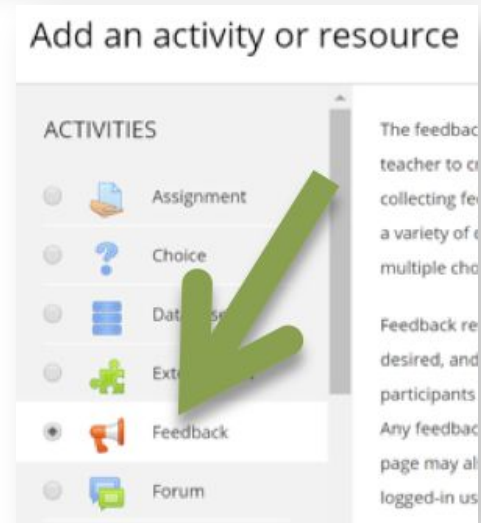 Add an activity or resource
ACTIVITIES
Assignment
Choice
Feedback
Forum
The feedbac
teacher to cr
collecting fe
a variety of
multiple cho
Feedback re
desired, and
participants
Any feedbac
page may al
logged-in us